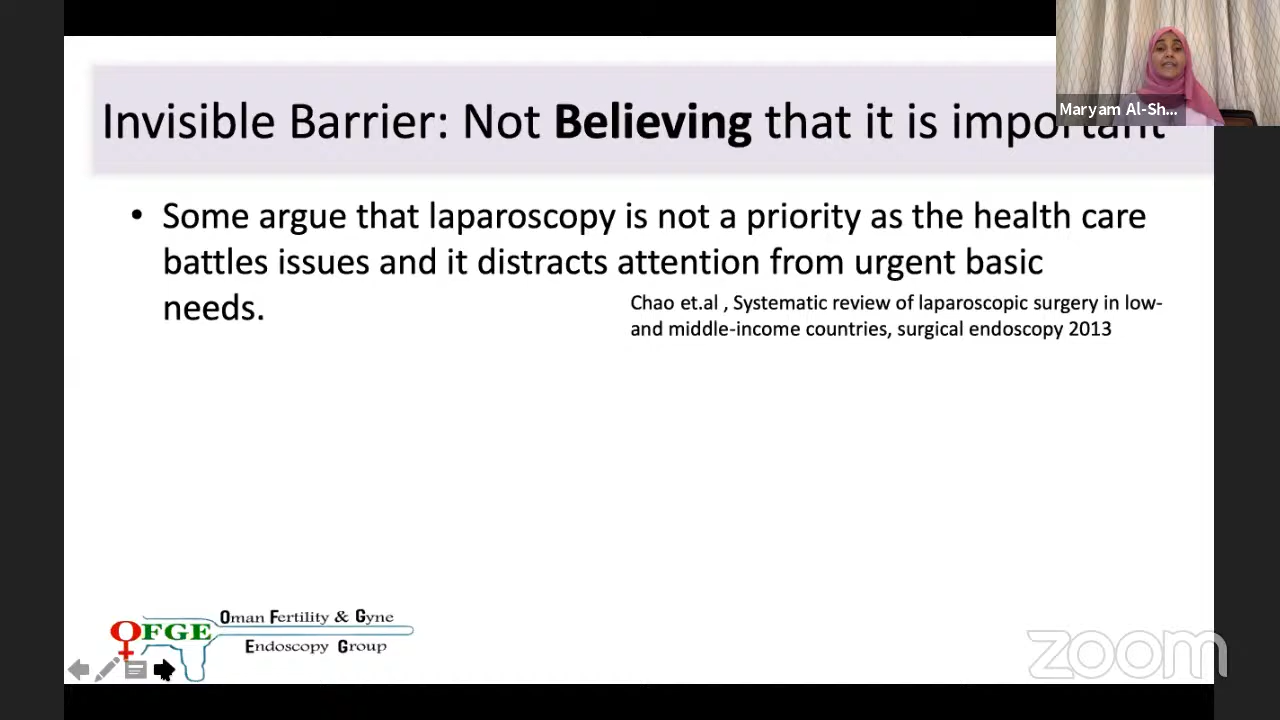 Maryam Al-Sh...
Invisible Barrier: Not Believing that it is important
• Some argue that laparoscopy is not a priority as the health care
battles issues and it distracts attention from urgent basic
needs.
Chao et.al , Systematic review of laparoscopic surgery in low-
and middle-income countries, surgical endoscopy 2013
OFGE
Oman Fertility & Gyne
Endoscopy Group
zoom